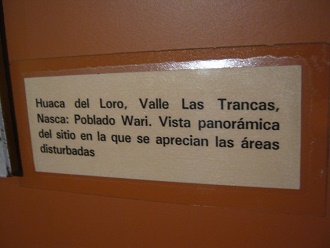 Huaca del Loro, Valle Las Trancas,
Nasca: Poblado Wari. Vista panorámica
del sitio en la que se aprecian las áreas
disturbadas